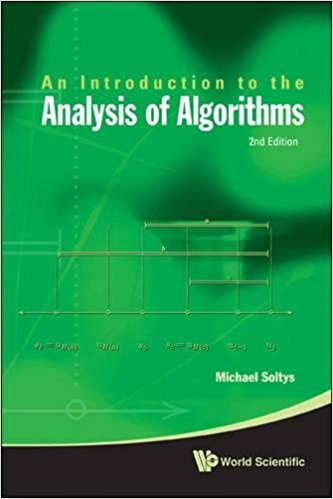 An Introduction to the
Analysis of Algorithms
2nd Edition
a
b
c
Michael Soltys
World Scientific